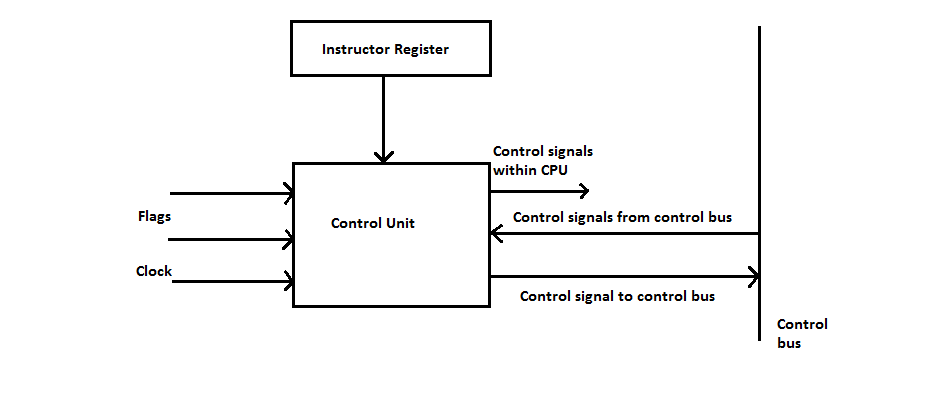 Instructor Register
Control signals
within CPU
Control Unit
Flags
Control signals from control bus
Clock
Control signal to control bus
Control
bus